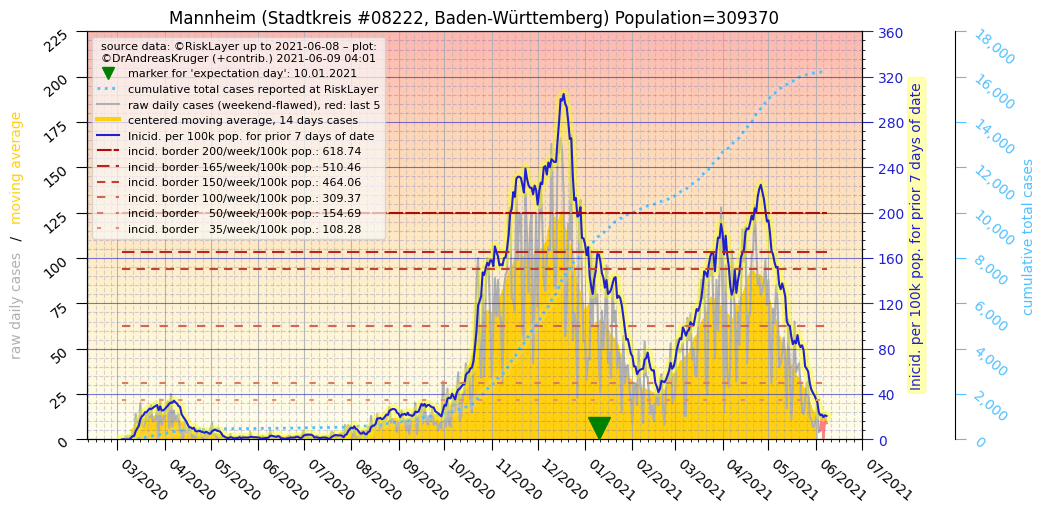 Mannheim (Stadtkreis #08222, Baden-Württemberg) Population=309370
source data: ©RiskLayer up to 2021-06-08 – plot:
©DrAndreasKruger (+contrib.) 2021-06-09 04:01
marker for 'expectation day': 10.01.2021
cumulative total cases reported at RiskLayer
raw daily cases (weekend-flawed), red: last 5
centered moving average, 14 days cases
Inicid. per 100k pop. for prior 7 days of date
incid. border 200/week/100k pop.: 618.74
incid. border 165/week/100k pop.: 510.46
incid. border 150/week/100k pop.: 464.06
incid. border 100/week/100k pop.: 309.37
incid. border   50/week/100k pop.: 154.69
incid. border   35/week/100k pop.: 108.28
raw daily cases / moving average
225
200
175
150
125
100
75
50
25
0
03/2020
04/2020
05/2020
06/2020
07/2020
08/2020
09/2020
10/2020
11/2020
12/2020
01/2021
02/2021
03/2021
04/2021
05/2021
06/2021
07/2021
360
320
280
240
200
160
120
80
40
0
Inicid. per 100k pop. for prior 7 days of date
18,000
16,000
14,000
12,000
10,000
8,000
6,000
4,000
2,000
0
cumulative total cases